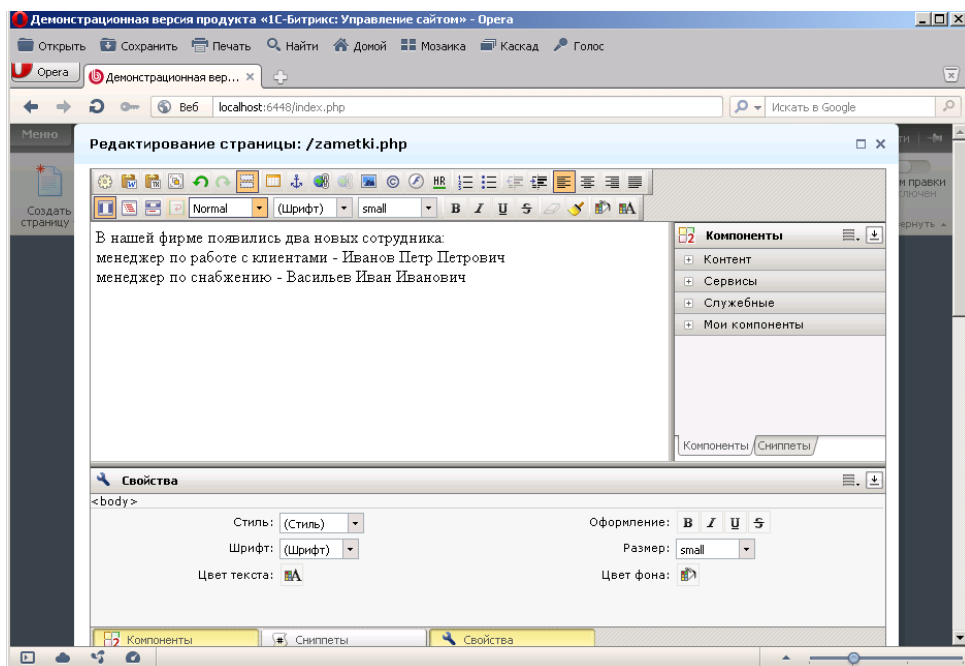 Демонстрационная версия продукта «1С-Битрикс: Управление сайтом» - Opera
Открыть Сохранить Печать Найти Домой Мозаика Каскад Голос
Opera Демонстрационная вер...
Веб localhost:6448/index.php Искать в Google
Меню
Редактирование страницы: /zametki.php
Создать
страницу
м правки
лючен
ернуть
HR
Normal (Шрифт) small B I U S
В нашей фирме появились два новых сотрудника:
менеджер по работе с клиентами - Иванов Петр Петрович
менеджер по снабжению - Васильев Иван Иванович
Компоненты
Контент
Сервисы
Служебные
Мои компоненты
Компоненты Сниппеты
Свойства
<body>
Стиль: (Стиль) Оформление: B I U S
Шрифт: (Шрифт) Размер: small
Цвет текста: Цвет фона:
Компоненты Сниппеты Свойства